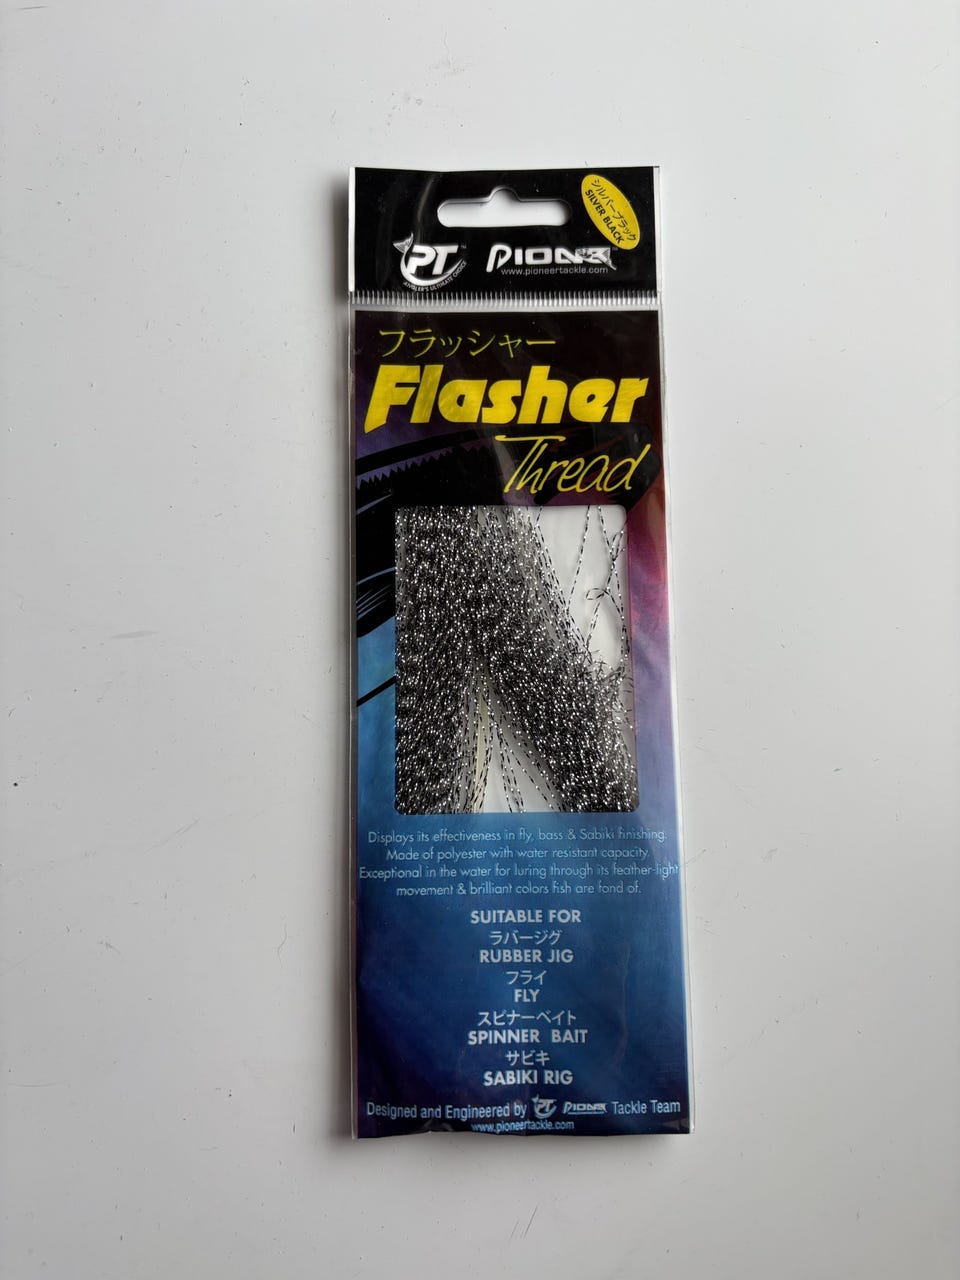 シルバーブラック
SILVER BLACK
PT
ANGLER'S ULTIMATE CHOICE
PIONEER
www.pioneertackle.com
フラッシャー
Flasher
Thread
Displays its effectiveness in fly, bass & Sabiki finishing.
Made of polyester with water resistant capacity.
Exceptional in the water for luring through its feather-light
movement & brilliant colors fish are fond of.
SUITABLE FOR
ラバージグ
RUBBER JIG
フライ
FLY
スピナーベイト
SPINNER BAIT
サビキ
SABIKI RIG
Designed and Engineered by PT PIONEER Tackle Team
www.pioneertackle.com